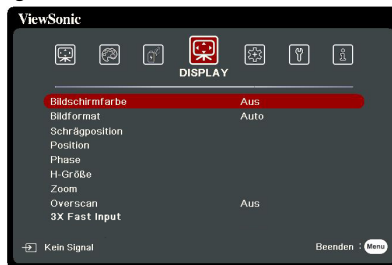 ViewSonic
DISPLAY
Bildschirmfarbe Aus
Bildformat Auto
Schrägposition
Position
Phase
H-Größe
Zoom
Overscan Aus
3X Fast Input
Kein Signal Beenden : Menu